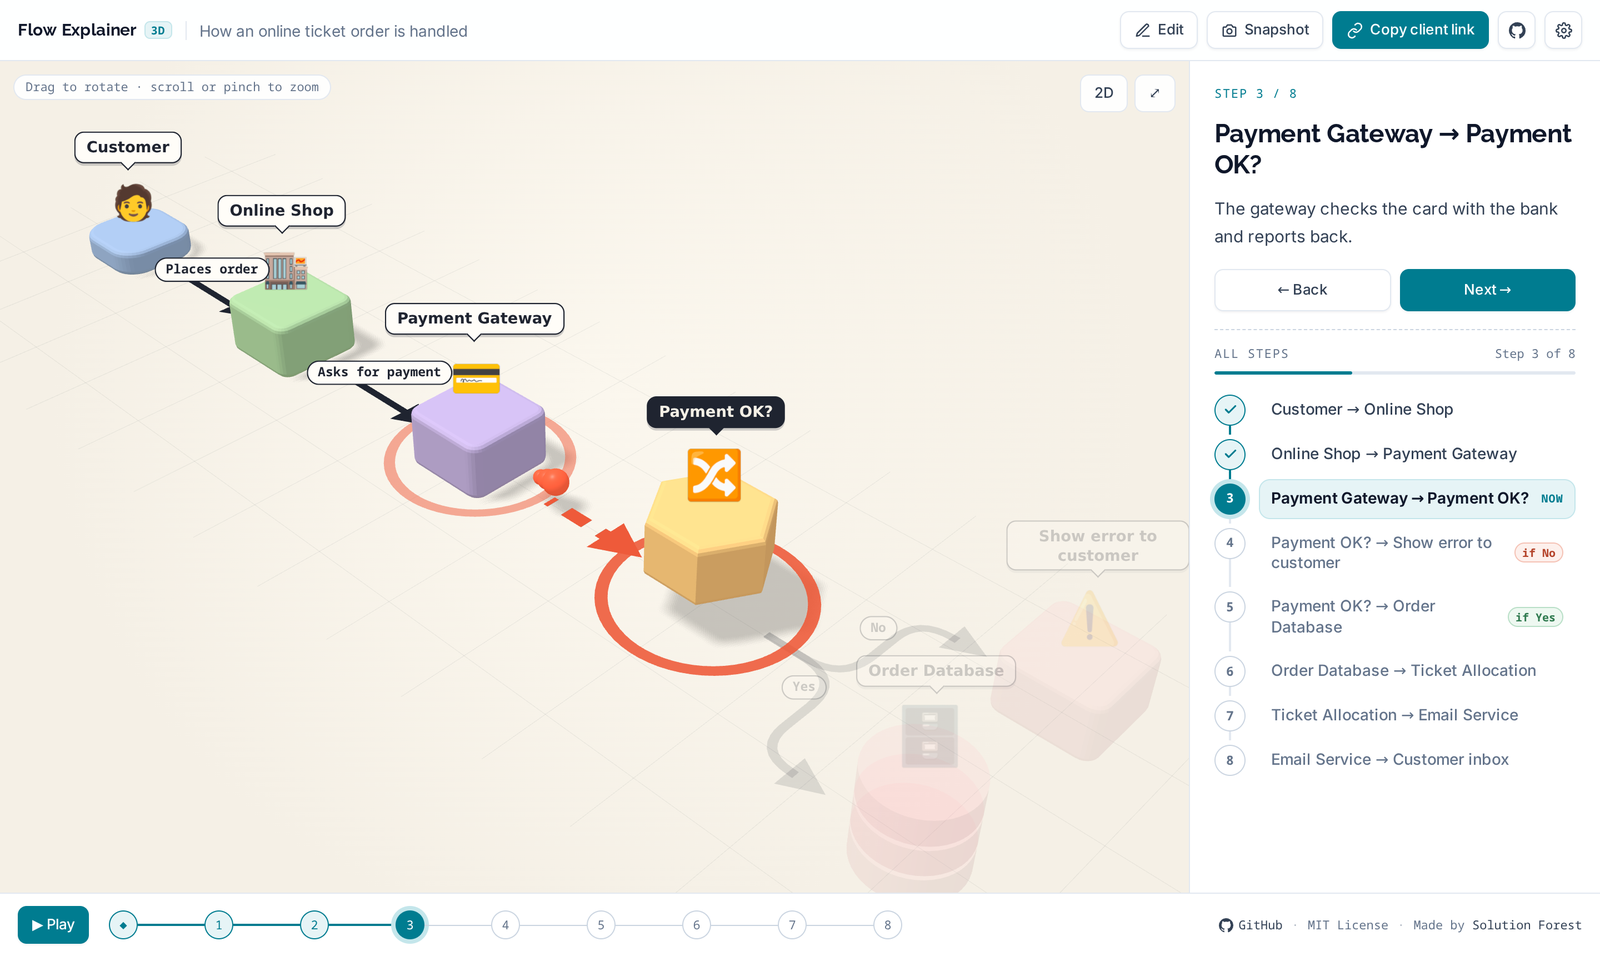 Flow Explainer 3D How an online ticket order is handled
Edit
Snapshot
Copy client link
Drag to rotate · scroll or pinch to zoom
2D
Customer
Online Shop
Places order
Payment Gateway
Asks for payment
Payment OK?
Show error to
customer
No
Order Database
Yes
STEP 3 / 8
Payment Gateway → Payment
OK?
The gateway checks the card with the bank
and reports back.
← Back
Next →
ALL STEPS
Step 3 of 8
Customer → Online Shop
Online Shop → Payment Gateway
3 Payment Gateway → Payment OK? NOW
4 Payment OK? → Show error to
customer
if No
5 Payment OK? → Order
Database
if Yes
6 Order Database → Ticket Allocation
7 Ticket Allocation → Email Service
8 Email Service → Customer inbox
▶ Play
◆ 1 2 3 4 5 6 7 8
GitHub · MIT License · Made by Solution Forest